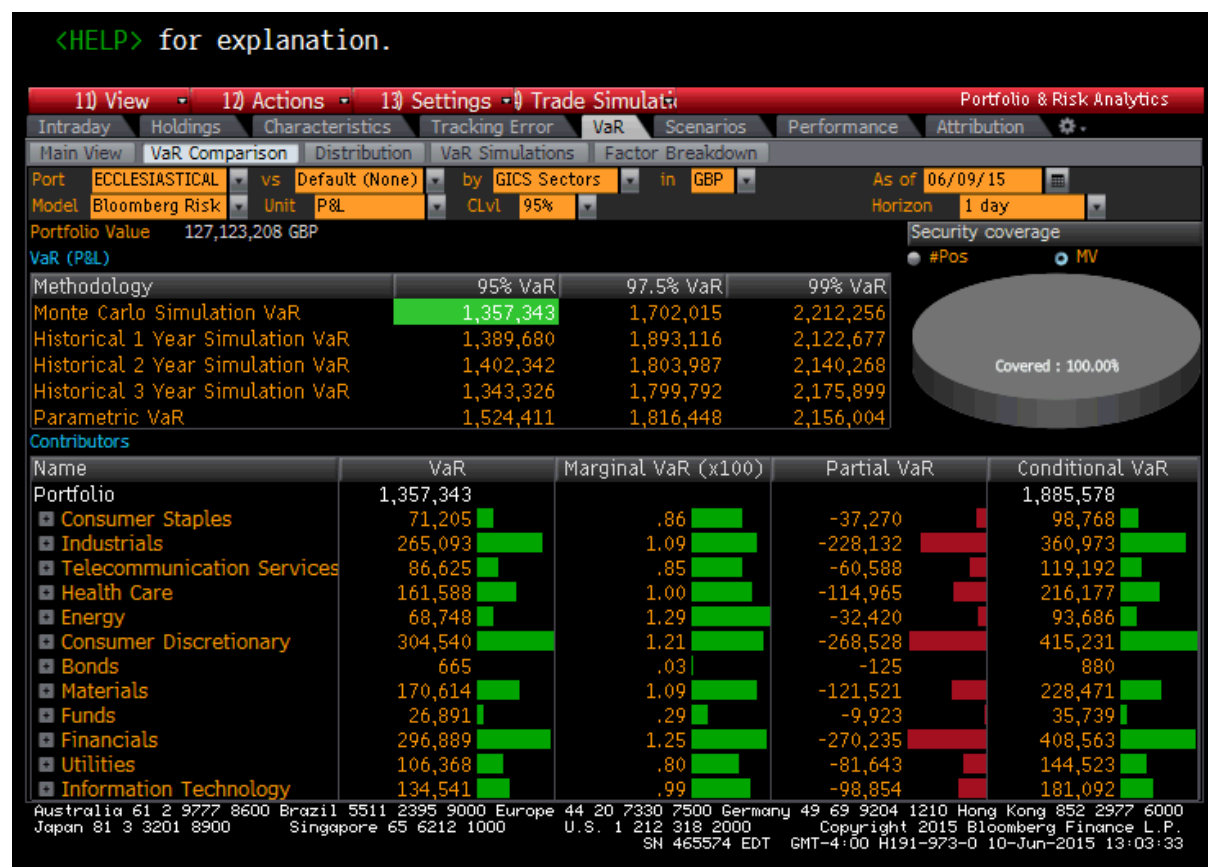 <HELP> for explanation.
11) View 12) Actions 13) Settings Trade Simulati Portfolio & Risk Analytics
Intraday Holdings Characteristics Tracking Error VaR Scenarios Performance Attribution
Main View VaR Comparison Distribution VaR Simulations Factor Breakdown
Port ECCLESIASTICAL vs Default (None) by GICS Sectors in GBP As of 06/09/15
Model Bloomberg Risk Unit P&L CLvl 95% Horizon 1 day
Portfolio Value 127,123,208 GBP Security coverage
VaR (P&L) #Pos MV
Methodology 95% VaR 97.5% VaR 99% VaR
Monte Carlo Simulation VaR 1,357,343 1,702,015 2,212,256
Historical 1 Year Simulation VaR 1,389,680 1,893,116 2,122,677
Historical 2 Year Simulation VaR 1,402,342 1,803,987 2,140,268
Covered : 100.00%
Historical 3 Year Simulation VaR 1,343,326 1,799,792 2,175,899
Parametric VaR 1,524,411 1,816,448 2,156,004
Contributors
Name VaR Marginal VaR (x100) Partial VaR Conditional VaR
Portfolio 1,357,343 1,885,578
Consumer Staples 71,205 .86 -37,270 98,768
Industrials 265,093 1.09 -228,132 360,973
Telecommunication Services 86,625 .85 -60,588 119,192
Health Care 161,588 1.00 -114,965 216,177
Energy 68,748 1.29 -32,420 93,686
Consumer Discretionary 304,540 1.21 -268,528 415,231
Bonds 665 .03 -125 880
Materials 170,614 1.09 -121,521 228,471
Funds 26,891 .29 -9,923 35,739
Financials 296,889 1.25 -270,235 408,563
Utilities 106,368 .80 -81,643 144,523
Information Technology 134,541 .99 -98,854 181,092
Australia 61 2 9777 8600 Brazil 5511 2395 9000 Europe 44 20 7330 7500 Germany 49 69 9204 1210 Hong Kong 852 2977 6000
Japan 81 3 3201 8900 Singapore 65 6212 1000 U.S. 1 212 318 2000 Copyright 2015 Bloomberg Finance L.P.
SN 465574 EDT GMT-4:00 H191-973-0 10-Jun-2015 13:03:33